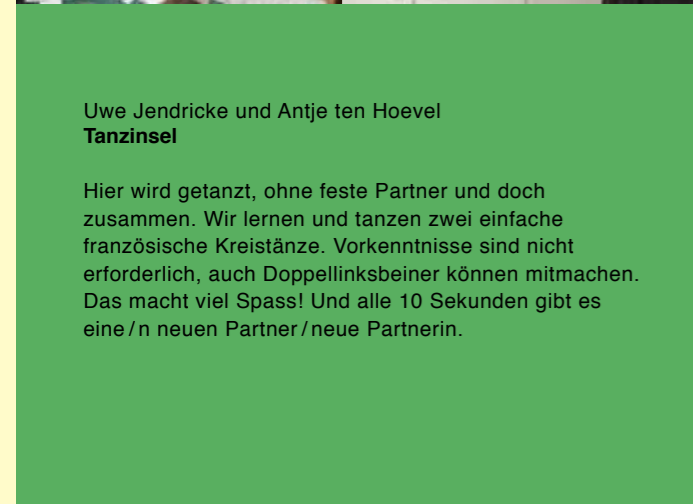 Uwe Jendricke und Antje ten Hoevel
Tanzinsel
Hier wird getanzt, ohne feste Partner und doch
zusammen. Wir lernen und tanzen zwei einfache
französische Kreistänze. Vorkenntnisse sind nicht
erforderlich, auch Doppellinksbeiner können mitmachen.
Das macht viel Spass! Und alle 10 Sekunden gibt es
eine / n neuen Partner / neue Partnerin.